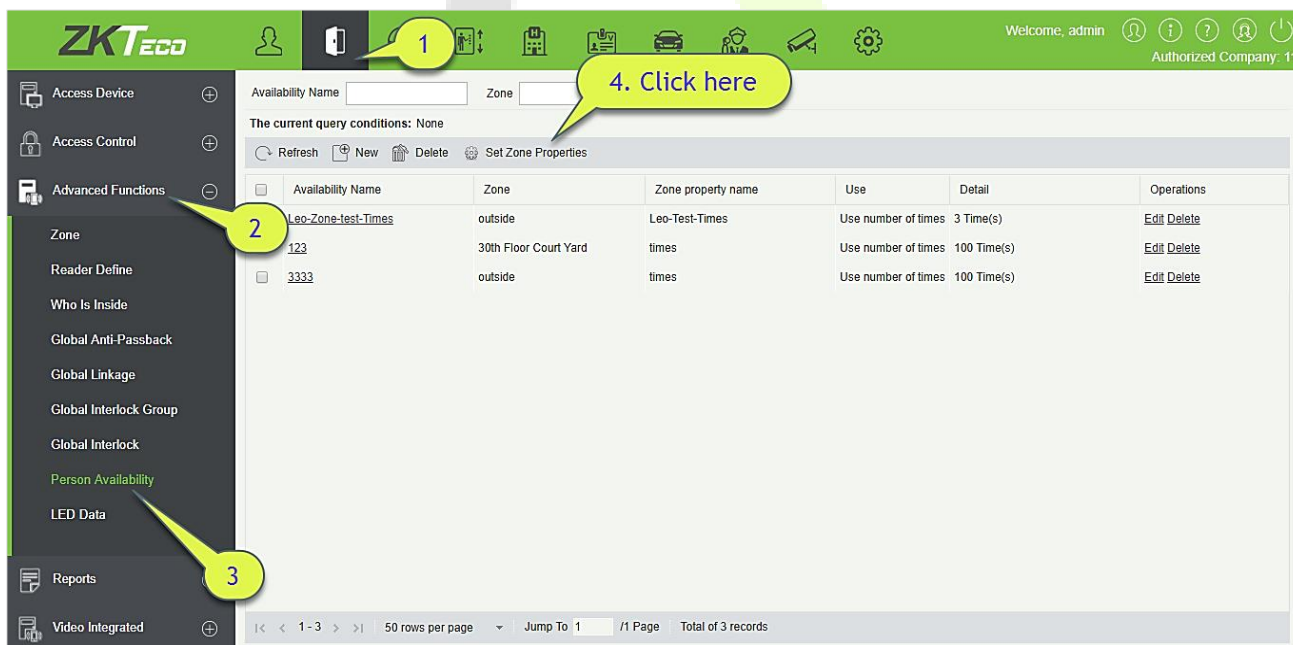 ZKTECO
Welcome, admin
Authorized Company: 1
1
Access Device
Access Control
Advanced Functions
2
Zone
Reader Define
Who Is Inside
Global Anti-Passback
Global Linkage
Global Interlock Group
Global Interlock
Person Availability
LED Data
3
Reports
Video Integrated
Availability Name Zone
4. Click here
The current query conditions: None
Refresh New Delete Set Zone Properties
Availability Name Zone Zone property name Use Detail Operations
Leo-Zone-test-Times outside Leo-Test-Times Use number of times 3 Time(s) Edit Delete
123 30th Floor Court Yard times Use number of times 100 Time(s) Edit Delete
3333 outside times Use number of times 100 Time(s) Edit Delete
|< < 1-3 > >| 50 rows per page Jump To 1 /1 Page Total of 3 records